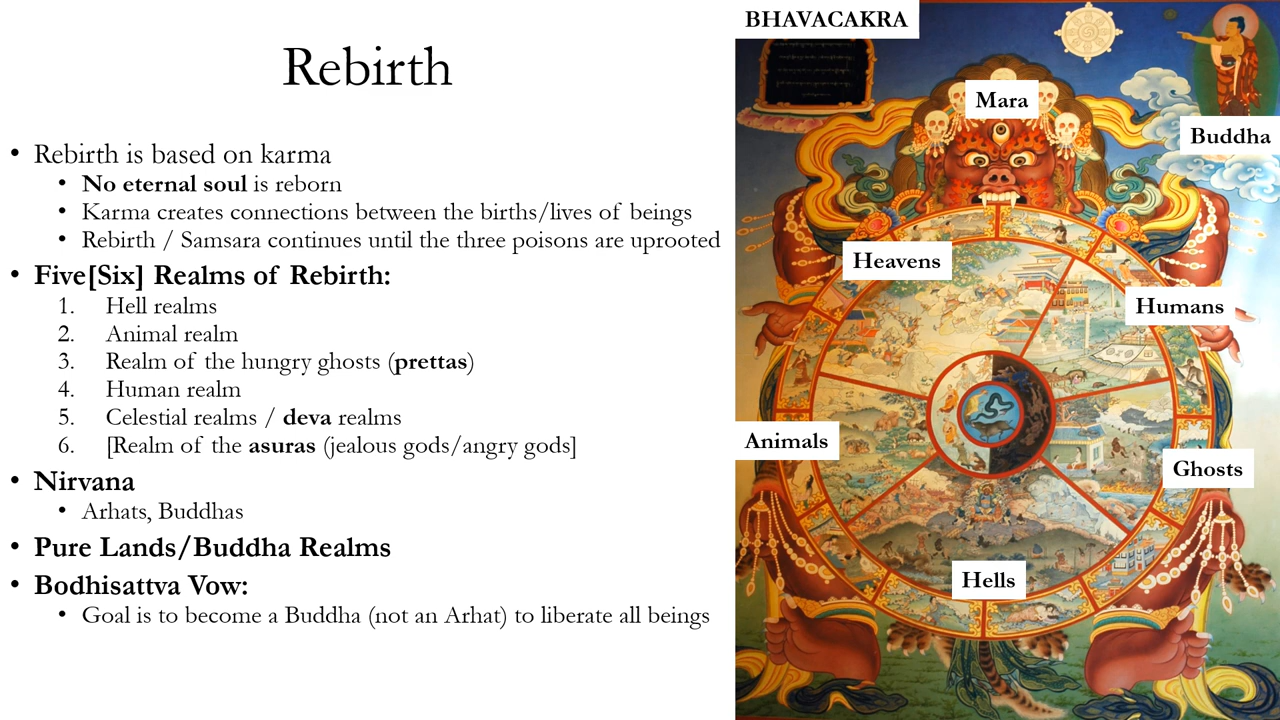 Rebirth
• Rebirth is based on karma
• No eternal soul is reborn
• Karma creates connections between the births/lives of beings
• Rebirth / Samsara continues until the three poisons are uprooted
• Five[Six] Realms of Rebirth:
1. Hell realms
2. Animal realm
3. Realm of the hungry ghosts (prettas)
4. Human realm
5. Celestial realms / deva realms
6. [Realm of the asuras (jealous gods/angry gods]
• Nirvana
• Arhats, Buddhas
• Pure Lands/Buddha Realms
• Bodhisattva Vow:
• Goal is to become a Buddha (not an Arhat) to liberate all beings
BHAVACAKRA
Mara
Buddha
Heavens
Humans
Animals
Ghosts
Hells